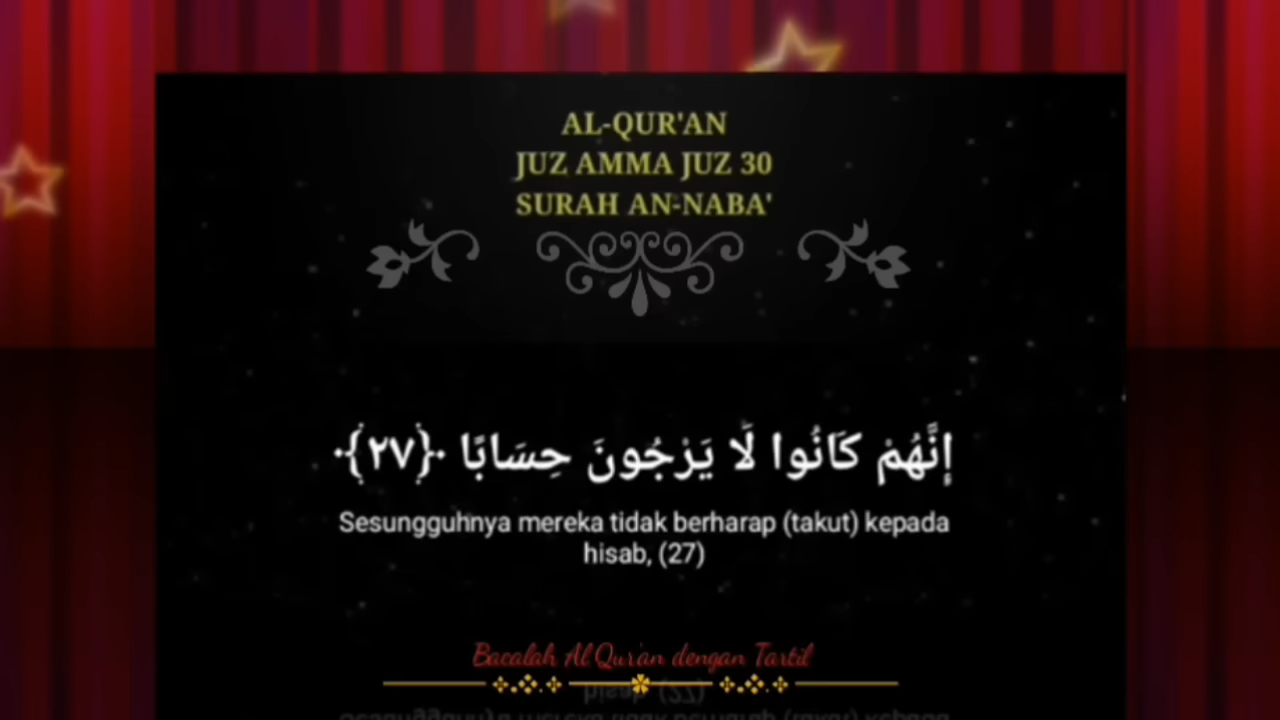 AL-QUR'AN
JUZ AMMA JUZ 30
SURAH AN-NABA'
إِنَّهُمْ كَانُوا لَا يَرْجُونَ حِسَابًا ﴿٢٧﴾
Sesungguhnya mereka tidak berharap (takut) kepada
hisab, (27)
Bacalah Al Qur'an dengan Tartil